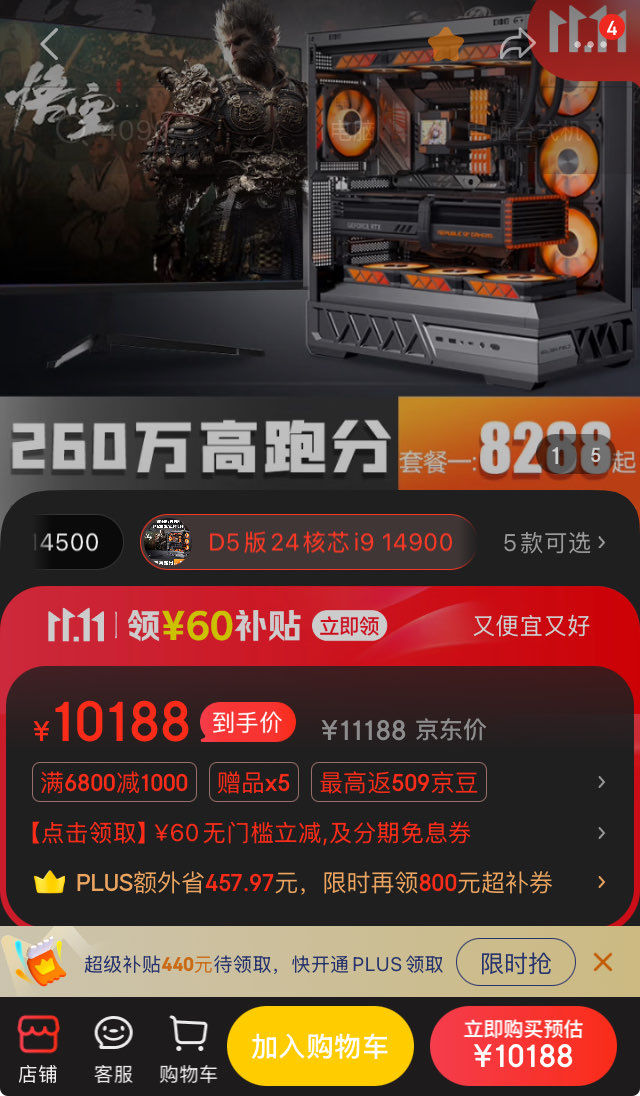 11.11
4
悟空
GEFORCE RTX
REPUBLIC OF GAMERS
260万高跑分
套餐一:8288起
1 5
14500
D5版24核芯i9 14900
5款可选
11.11 领¥60补贴 立即领
又便宜又好
¥10188 到手价 ¥11188 京东价
满6800减1000 赠品x5 最高返509京豆
【点击领取】¥60无门槛立减,及分期免息券
PLUS额外省457.97元，限时再领800元超补券
超级补贴440元待领取，快开通PLUS领取 限时抢
店铺 客服 购物车
加入购物车
立即购买预估
¥10188